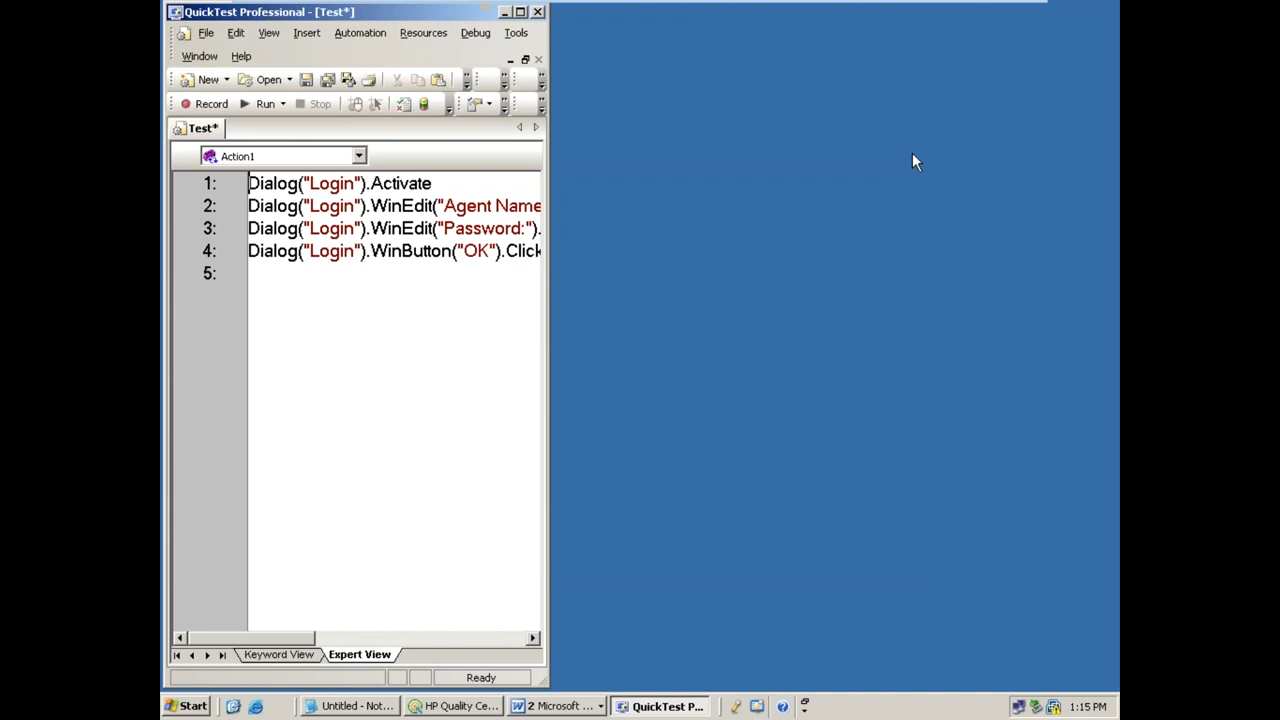 QuickTest Professional - [Test*]
File Edit View Insert Automation Resources Debug Tools
Window Help
New Open
Record Run Stop
Test*
Action1
1: Dialog("Login").Activate
2: Dialog("Login").WinEdit("Agent Name
3: Dialog("Login").WinEdit("Password:").
4: Dialog("Login").WinButton("OK").Click
5:
Keyword View Expert View
Ready
Start Untitled - Not... HP Quality Ce... 2 Microsoft ... QuickTest P... 1:15 PM